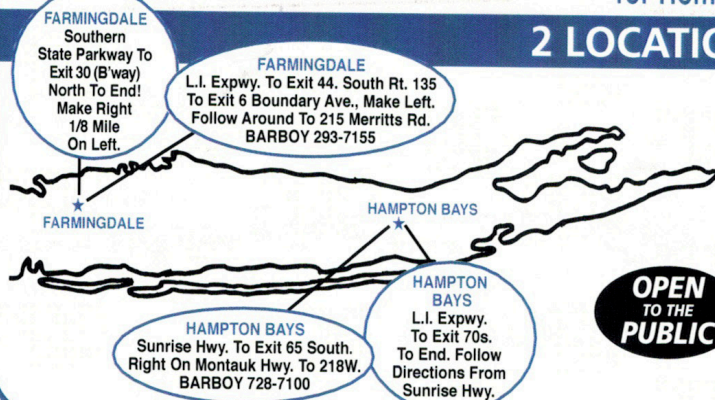 2
FARMINGDALE
Southern
State Parkway To
Exit 30 (B'way)
North To End!
Make Right
1/8 Mile
On Left.
FARMINGDALE
L.I. Expwy. To Exit 44. South Rt. 135
To Exit 6 Boundary Ave., Make Left.
Follow Around To 215 Merritts Rd.
BARBOY 293-7155
FARMINGDALE
HAMPTON BAYS
HAMPTON BAYS
Sunrise Hwy. To Exit 65 South.
Right On Montauk Hwy. To 218W.
BARBOY 728-7100
HAMPTON
BAYS
L.I. Expwy.
To Exit 70s.
To End. Follow
Directions From
Sunrise Hwy.
OPEN
TO THE
PUBLIC